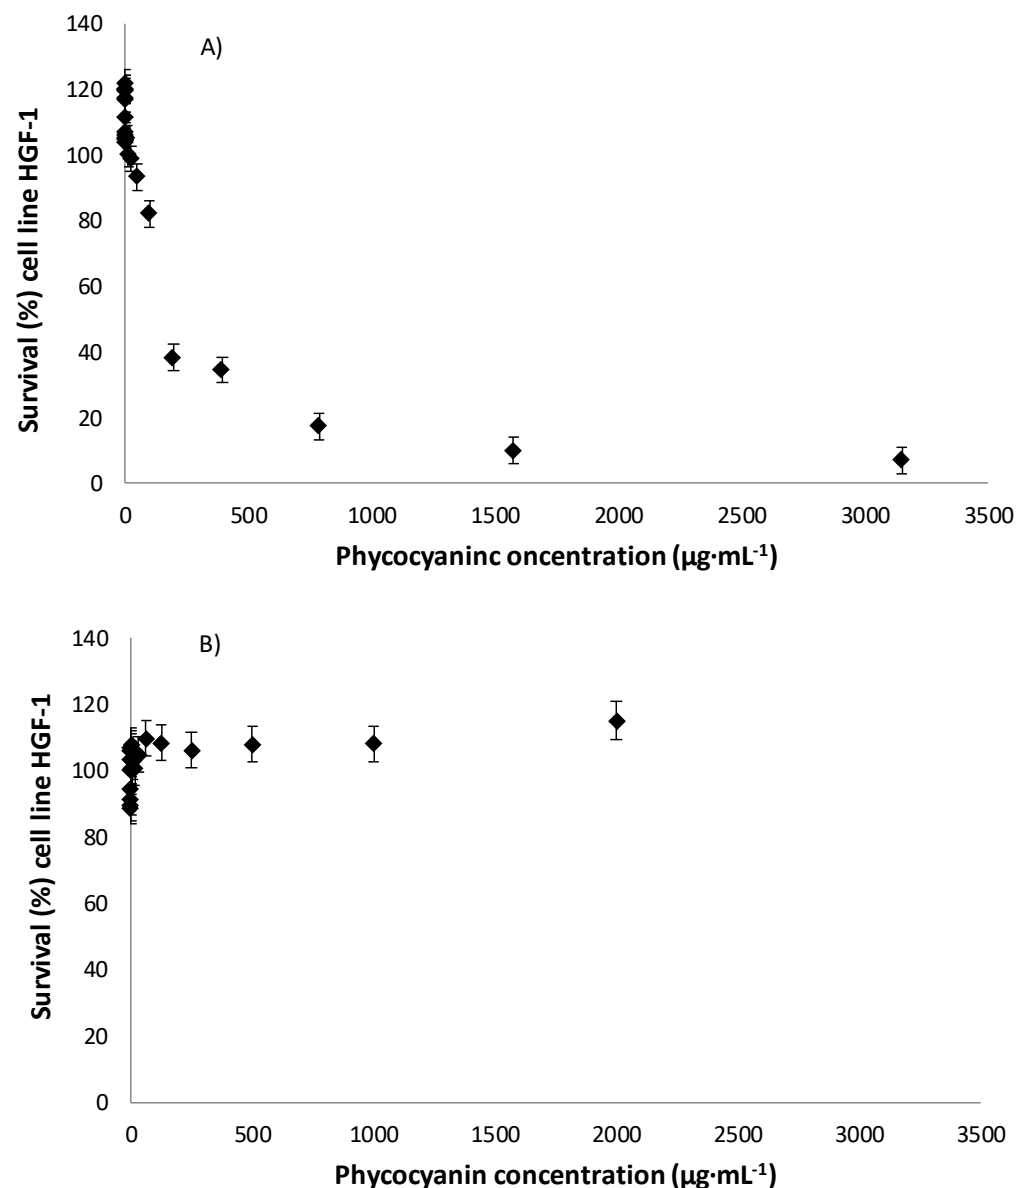 A)
140
120
100
80
60
40
20
0
Survival (%) cell line HGF-1
0 500 1000 1500 2000 2500 3000 3500
Phycocyaninc oncentration (µg·mL-1)
B)
140
120
100
80
60
40
20
0
Survival (%) cell line HGF-1
0 500 1000 1500 2000 2500 3000 3500
Phycocyanin concentration (µg·mL-1)